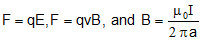 F = qE, F = qvB, and B = μ₀I / 2πa